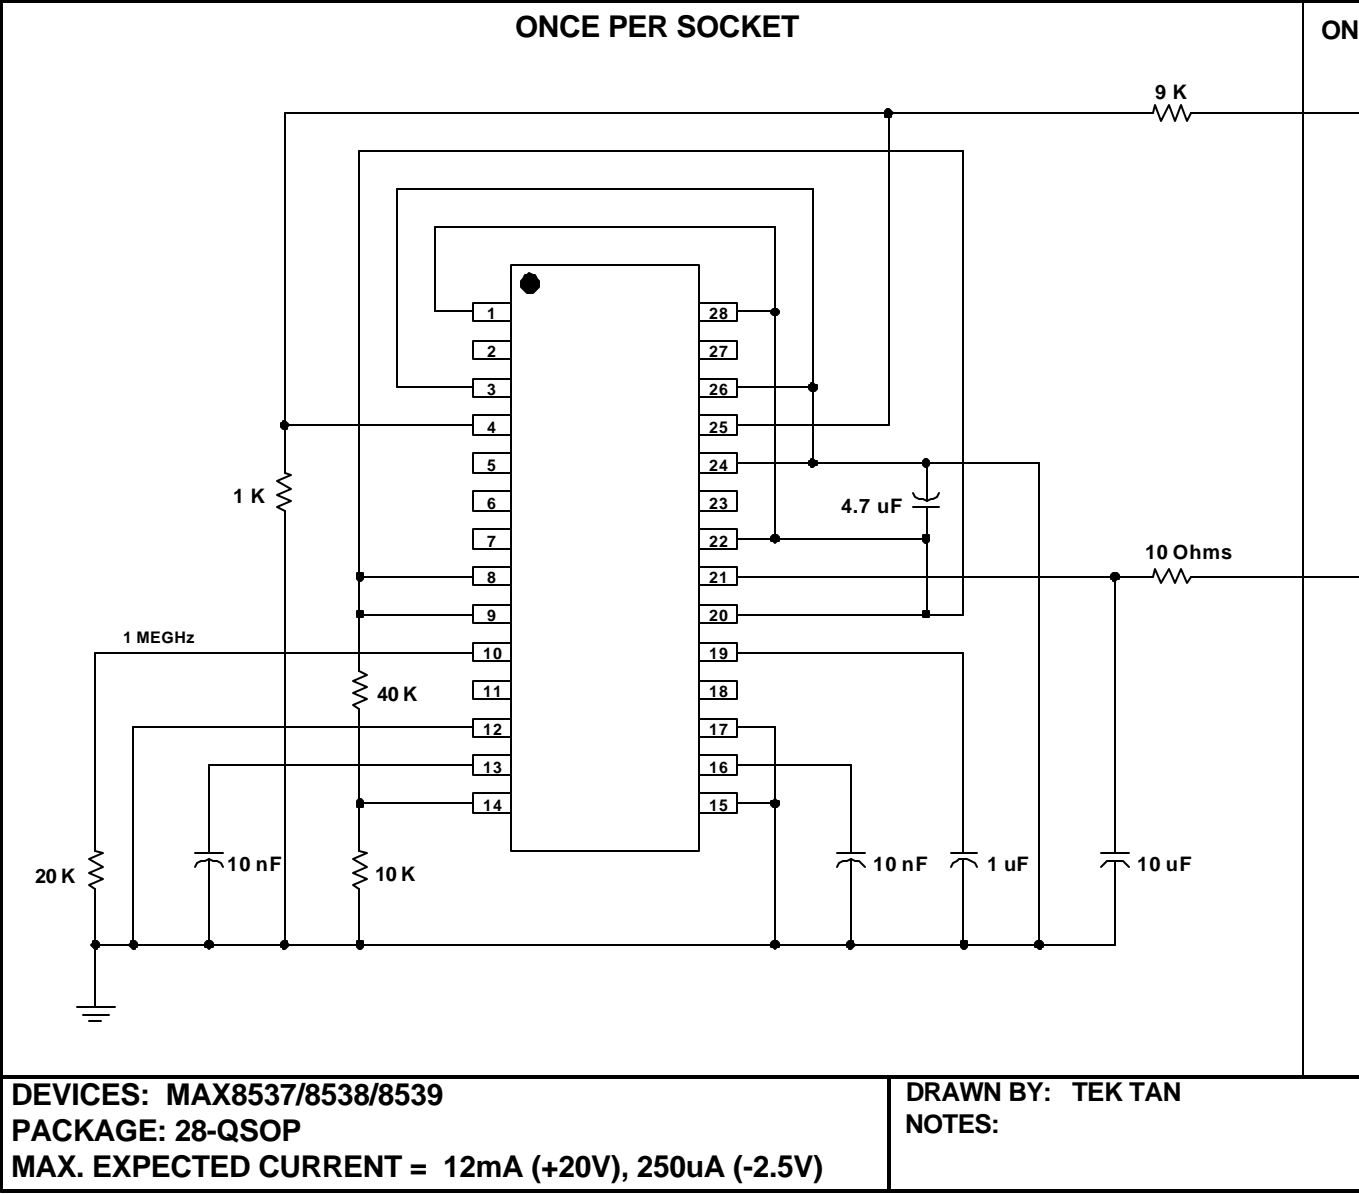 ONCE PER SOCKET
ON
9 K
1
28
2
27
3
26
4
25
5
24
1 K
6
23
4.7 uF
7
22
10 Ohms
8
21
9
20
1 MEGHz
10
19
40 K
11
18
12
17
13
16
14
15
20 K
10 nF
10 K
10 nF
1 uF
10 uF
DEVICES: MAX8537/8538/8539
PACKAGE: 28-QSOP
MAX. EXPECTED CURRENT = 12mA (+20V), 250uA (-2.5V)
DRAWN BY: TEK TAN
NOTES: